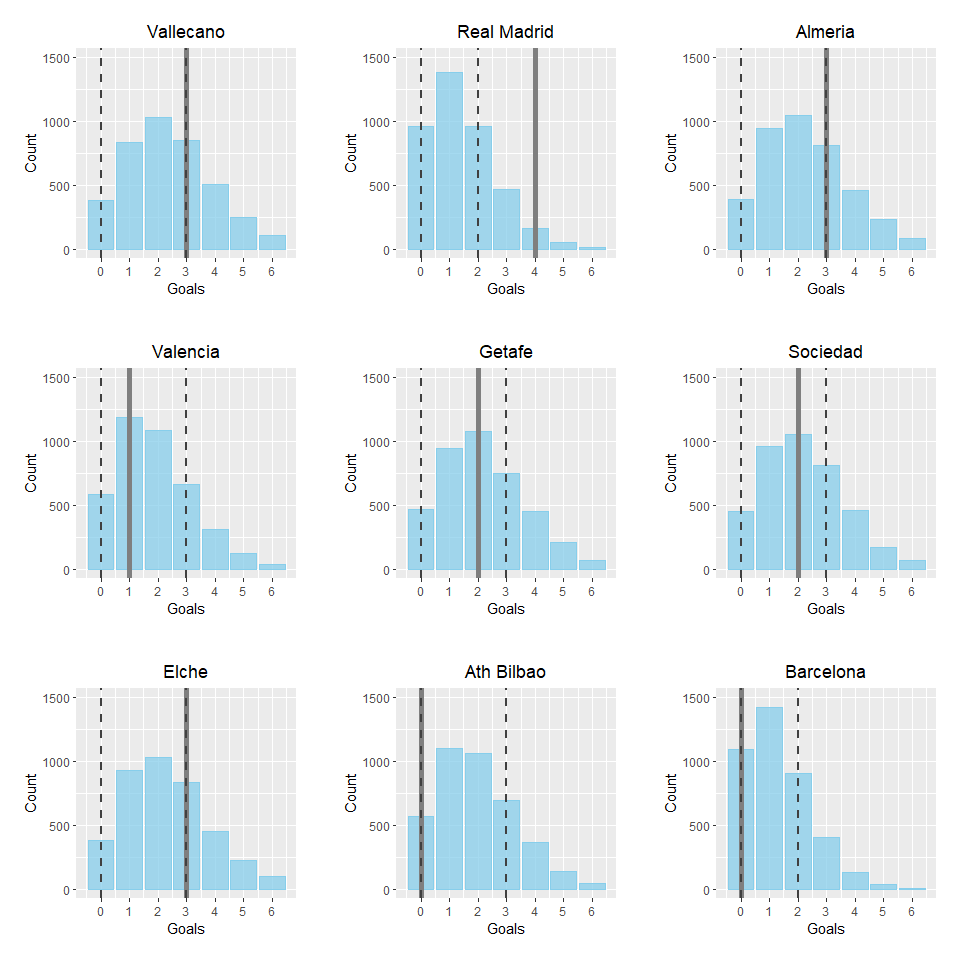 Vallecano
1500
1000
500
0
Count
0 1 2 3 4 5 6
Goals
Real Madrid
1500
1000
500
0
Count
0 1 2 3 4 5 6
Goals
Almeria
1500
1000
500
0
Count
0 1 2 3 4 5 6
Goals
Valencia
1500
1000
500
0
Count
0 1 2 3 4 5 6
Goals
Getafe
1500
1000
500
0
Count
0 1 2 3 4 5 6
Goals
Sociedad
1500
1000
500
0
Count
0 1 2 3 4 5 6
Goals
Elche
1500
1000
500
0
Count
0 1 2 3 4 5 6
Goals
Ath Bilbao
1500
1000
500
0
Count
0 1 2 3 4 5 6
Goals
Barcelona
1500
1000
500
0
Count
0 1 2 3 4 5 6
Goals